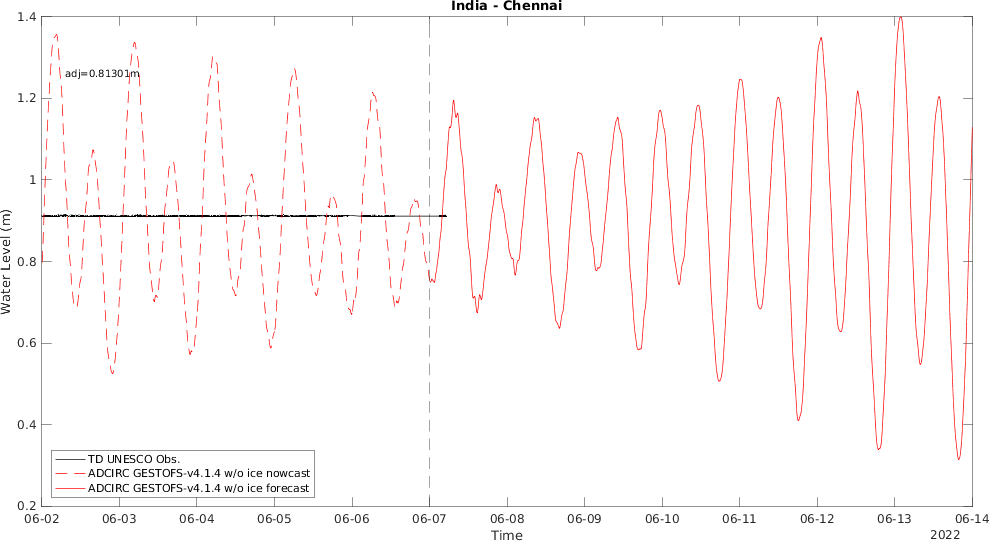 India - Chennai
1.4
1.2
1
0.8
0.6
0.4
0.2
Water Level (m)
adj=0.81301m
TD UNESCO Obs.
ADCIRC GESTOFS-v4.1.4 w/o ice nowcast
ADCIRC GESTOFS-v4.1.4 w/o ice forecast
06-02 06-03 06-04 06-05 06-06 06-07 06-08 06-09 06-10 06-11 06-12 06-13 06-14
Time
2022